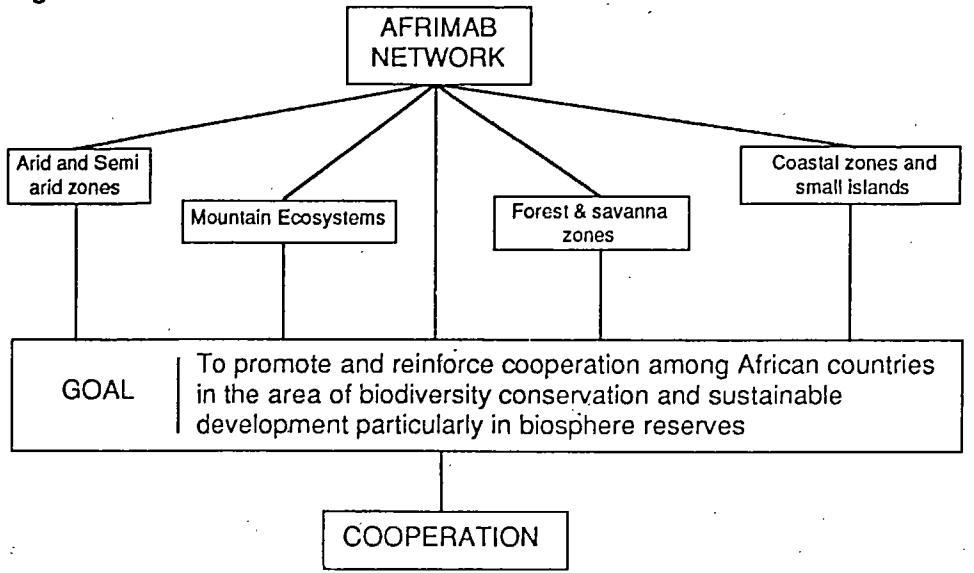 AFRIMAB
NETWORK
Arid and Semi
arid zones
Mountain Ecosystems
Forest & savanna
zones
Coastal zones and
small islands
GOAL
To promote and reinforce cooperation among African countries
in the area of biodiversity conservation and sustainable
development particularly in biosphere reserves
COOPERATION